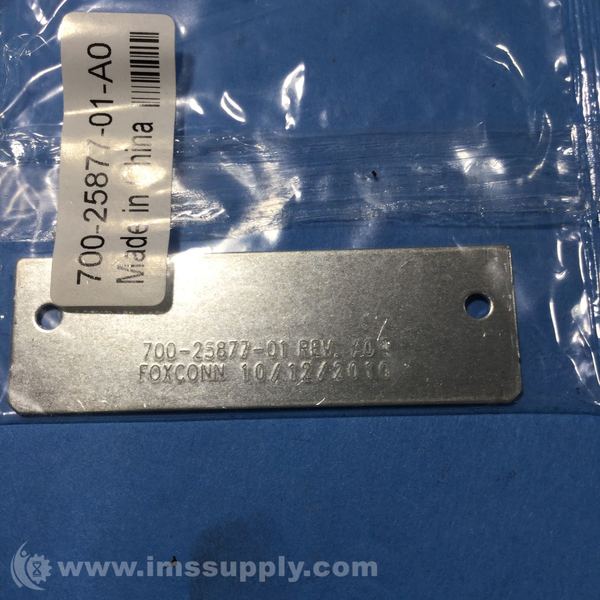 700-25877-01-A0
Made in China
700-25877-01 REV. A0
FOXCONN 10/12/2010
www.imssupply.com